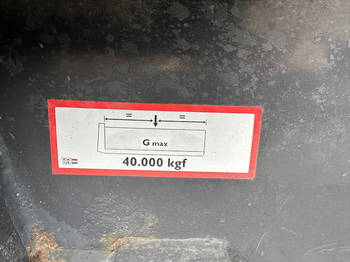 = =
G max
40.000 kgf